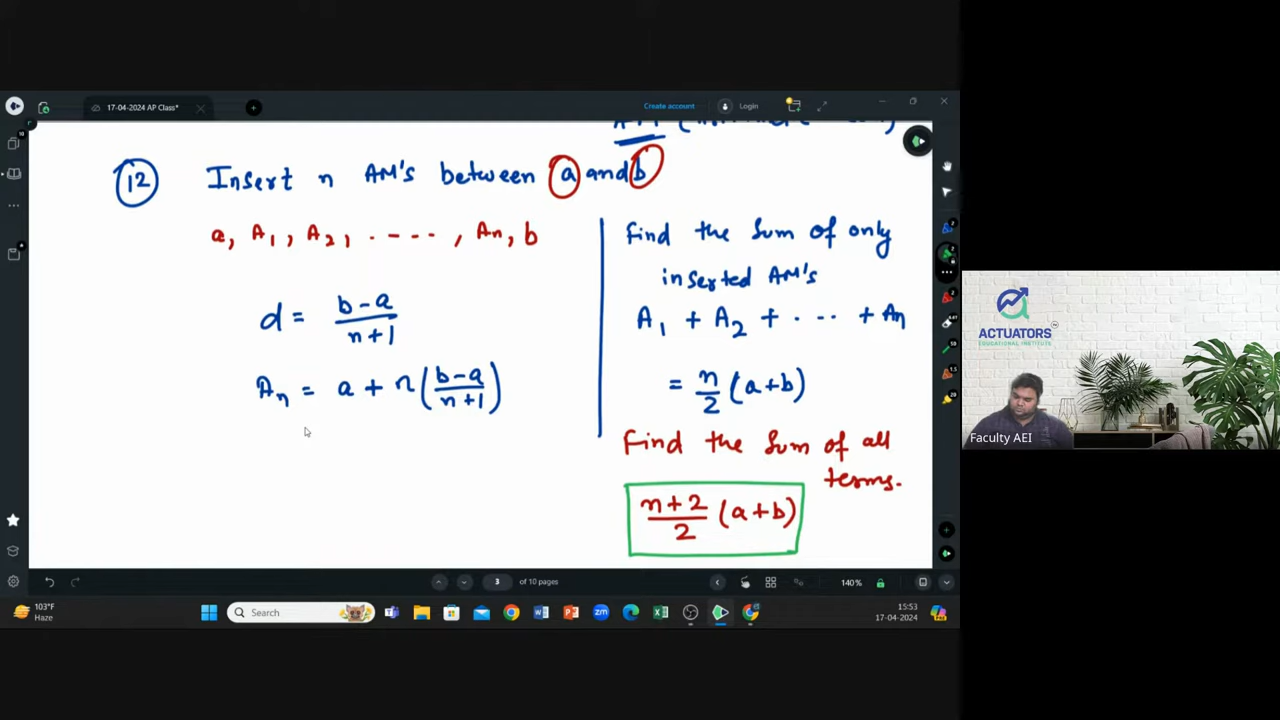 17-04-2024 AP Class*
Create account
Login
12 Insert n AM's between a and b
a, A₁, A₂, . - - - . , Aₙ, b
d = b-a / n+1
Aₙ = a + n (b-a / n+1)
Find the sum of only
inserted AM's
A₁ + A₂ + . ... + Aₙ
= n/2 (a+b)
Find the sum of all
terms.
n+2 / 2 (a+b)
3 of 10 pages
140%
103°F
Haze
Search
15:53
17-04-2024
ACTUATORS
EDUCATIONAL INSTITUTE
Faculty AEI